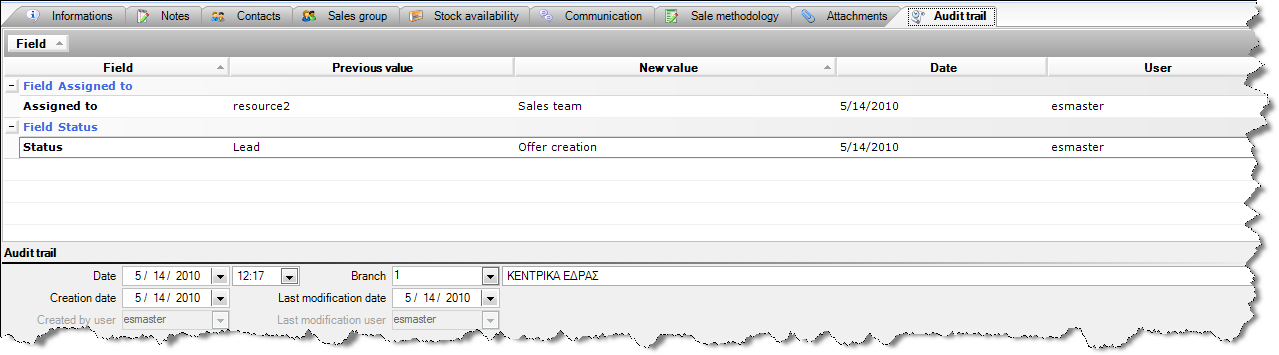 Informations Notes Contacts Sales group Stock availability Communication Sale methodology Attachments Audit trail
Field
Field Previous value New value Date User
Field Assigned to
Assigned to resource2 Sales team 5/14/2010 esmaster
Field Status
Status Lead Offer creation 5/14/2010 esmaster
Audit trail
Date 5 / 14 / 2010 12:17 Branch 1 ΚΕΝΤΡΙΚΑ ΕΔΡΑΣ
Creation date 5 / 14 / 2010 Last modification date 5 / 14 / 2010
Created by user esmaster Last modification user esmaster